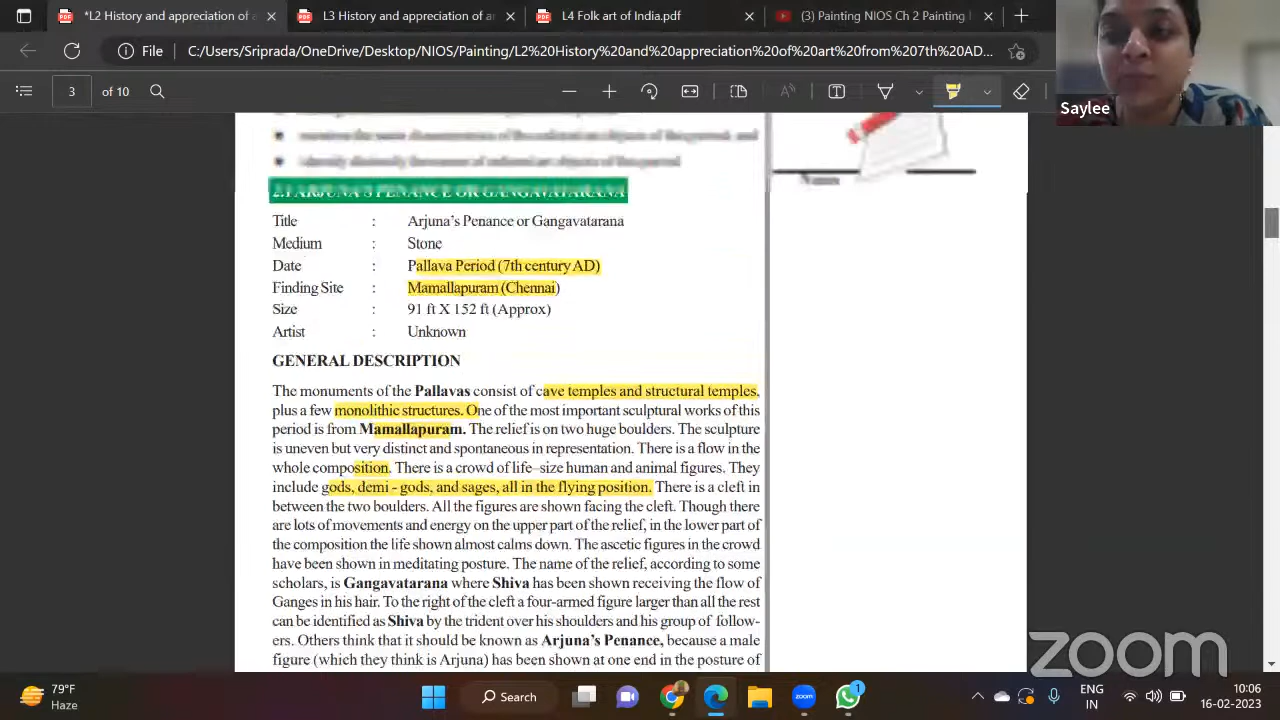 *L2 History and appreciation of a
L3 History and appreciation of a
L4 Folk art of India.pdf
(3) Painting NIOS Ch 2 Painting
File
C:/Users/Sriprada/OneDrive/Desktop/NIOS/Painting/L2%20History%20and%20appreciation%20of%20art%20from%207th%20AD...
3 of 10
Saylee
2.1 ARJUNA'S PENANCE OR GANGAVATARANA
Title : Arjuna's Penance or Gangavatarana
Medium : Stone
Date : Pallava Period (7th century AD)
Finding Site : Mamallapuram (Chennai)
Size : 91 ft X 152 ft (Approx)
Artist : Unknown
GENERAL DESCRIPTION
The monuments of the Pallavas consist of cave temples and structural temples,
plus a few monolithic structures. One of the most important sculptural works of this
period is from Mamallapuram. The relief is on two huge boulders. The sculpture
is uneven but very distinct and spontaneous in representation. There is a flow in the
whole composition. There is a crowd of life–size human and animal figures. They
include gods, demi - gods, and sages, all in the flying position. There is a cleft in
between the two boulders. All the figures are shown facing the cleft. Though there
are lots of movements and energy on the upper part of the relief, in the lower part of
the composition the life shown almost calms down. The ascetic figures in the crowd
have been shown in meditating posture. The name of the relief, according to some
scholars, is Gangavatarana where Shiva has been shown receiving the flow of
Ganges in his hair. To the right of the cleft a four-armed figure larger than all the rest
can be identified as Shiva by the trident over his shoulders and his group of follow-
ers. Others think that it should be known as Arjuna's Penance, because a male
figure (which they think is Arjuna) has been shown at one end in the posture of
zoom
79°F
Haze
Search
1
ENG
IN
10:06
16-02-2023